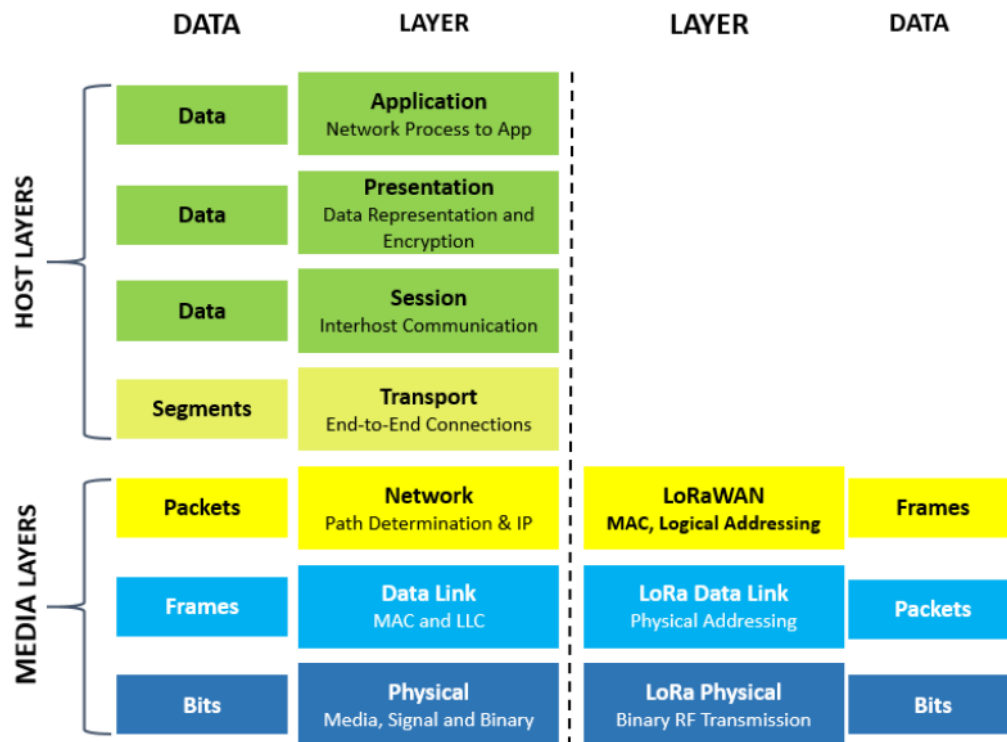 DATA LAYER LAYER DATA
HOST LAYERS
Data
Application
Network Process to App
Data
Presentation
Data Representation and
Encryption
Data
Session
Interhost Communication
Segments
Transport
End-to-End Connections
MEDIA LAYERS
Packets
Network
Path Determination & IP
LoRaWAN
MAC, Logical Addressing
Frames
Frames
Data Link
MAC and LLC
LoRa Data Link
Physical Addressing
Packets
Bits
Physical
Media, Signal and Binary
LoRa Physical
Binary RF Transmission
Bits